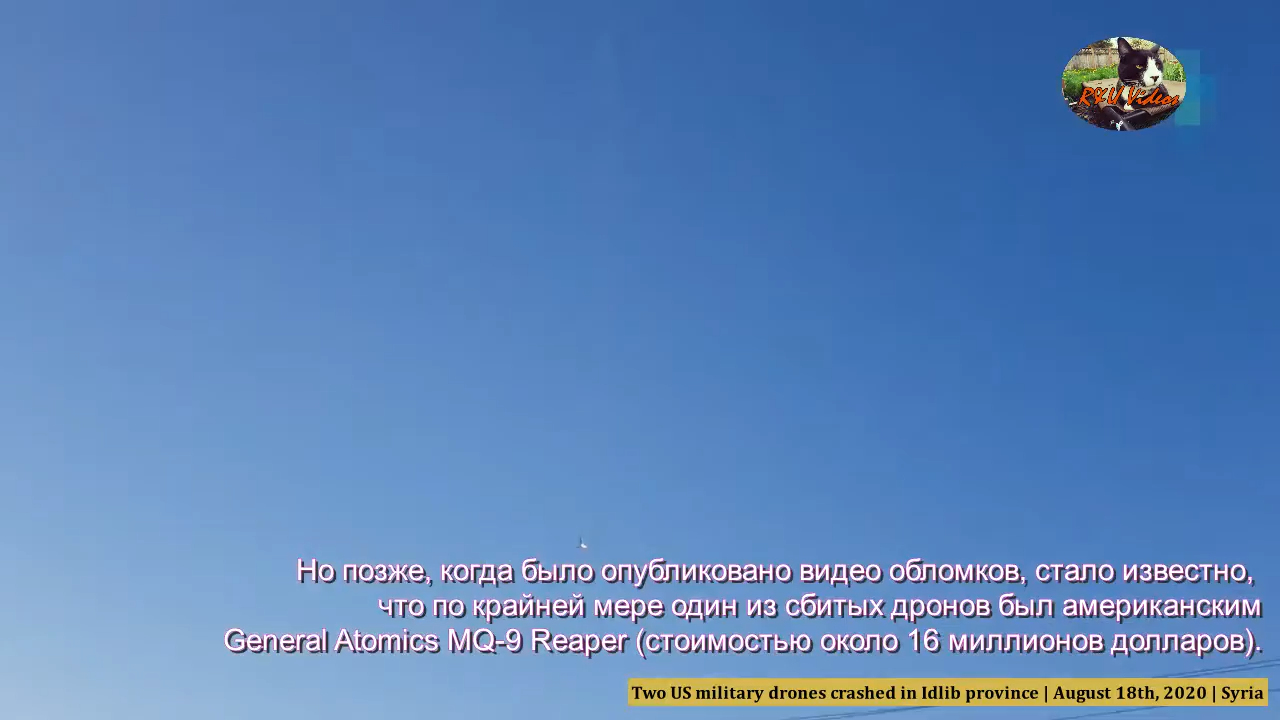 R&U Videos
Но позже, когда было опубликовано видео обломков, стало известно,
что по крайней мере один из сбитых дронов был американским
General Atomics MQ-9 Reaper (стоимостью около 16 миллионов долларов).
Two US military drones crashed in Idlib province | August 18th, 2020 | Syria